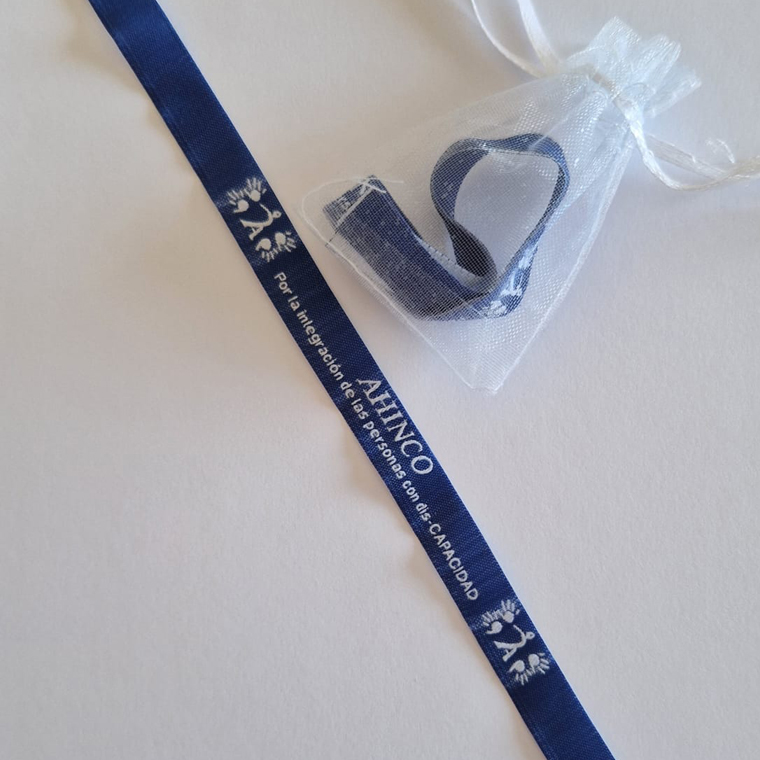 AHINCO
Por la integración de las personas con dis-CAPACIDAD